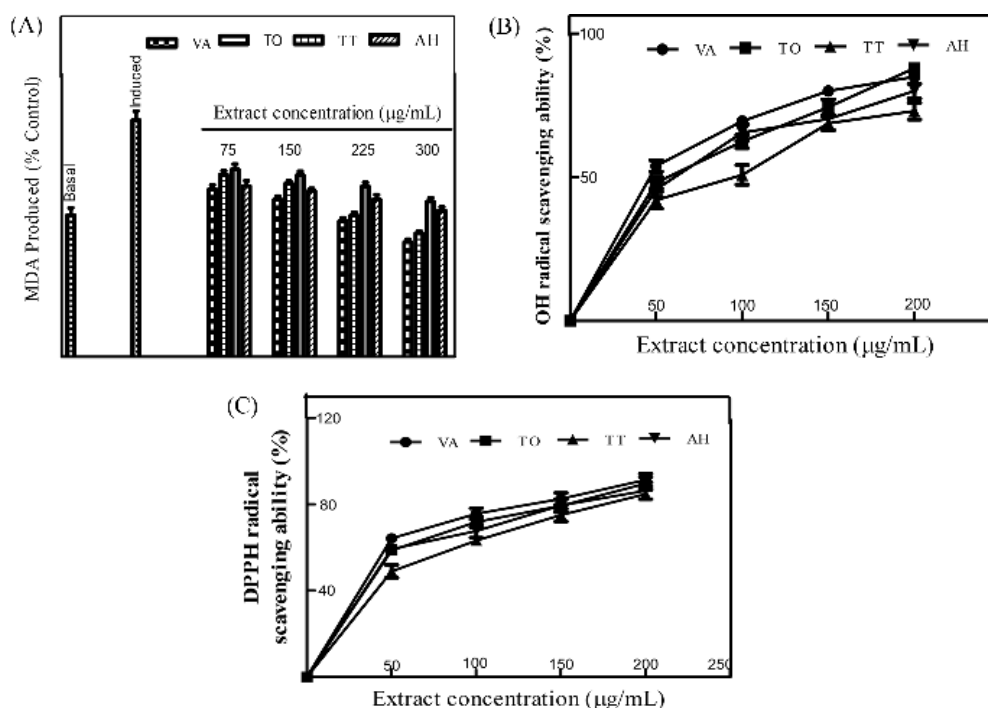 (A)
VA TO TT AH
MDA Produced (% Control)
Basal
Induced
Extract concentration (μg/mL)
75 150 225 300
(B)
OH radical scavenging ability (%)
100
50
VA TO TT AH
50 100 150 200
Extract concentration (μg/mL)
(C)
DPPH radical
scavenging ability (%)
120
80
40
VA TO TT AH
50 100 150 200 250
Extract concentration (μg/mL)